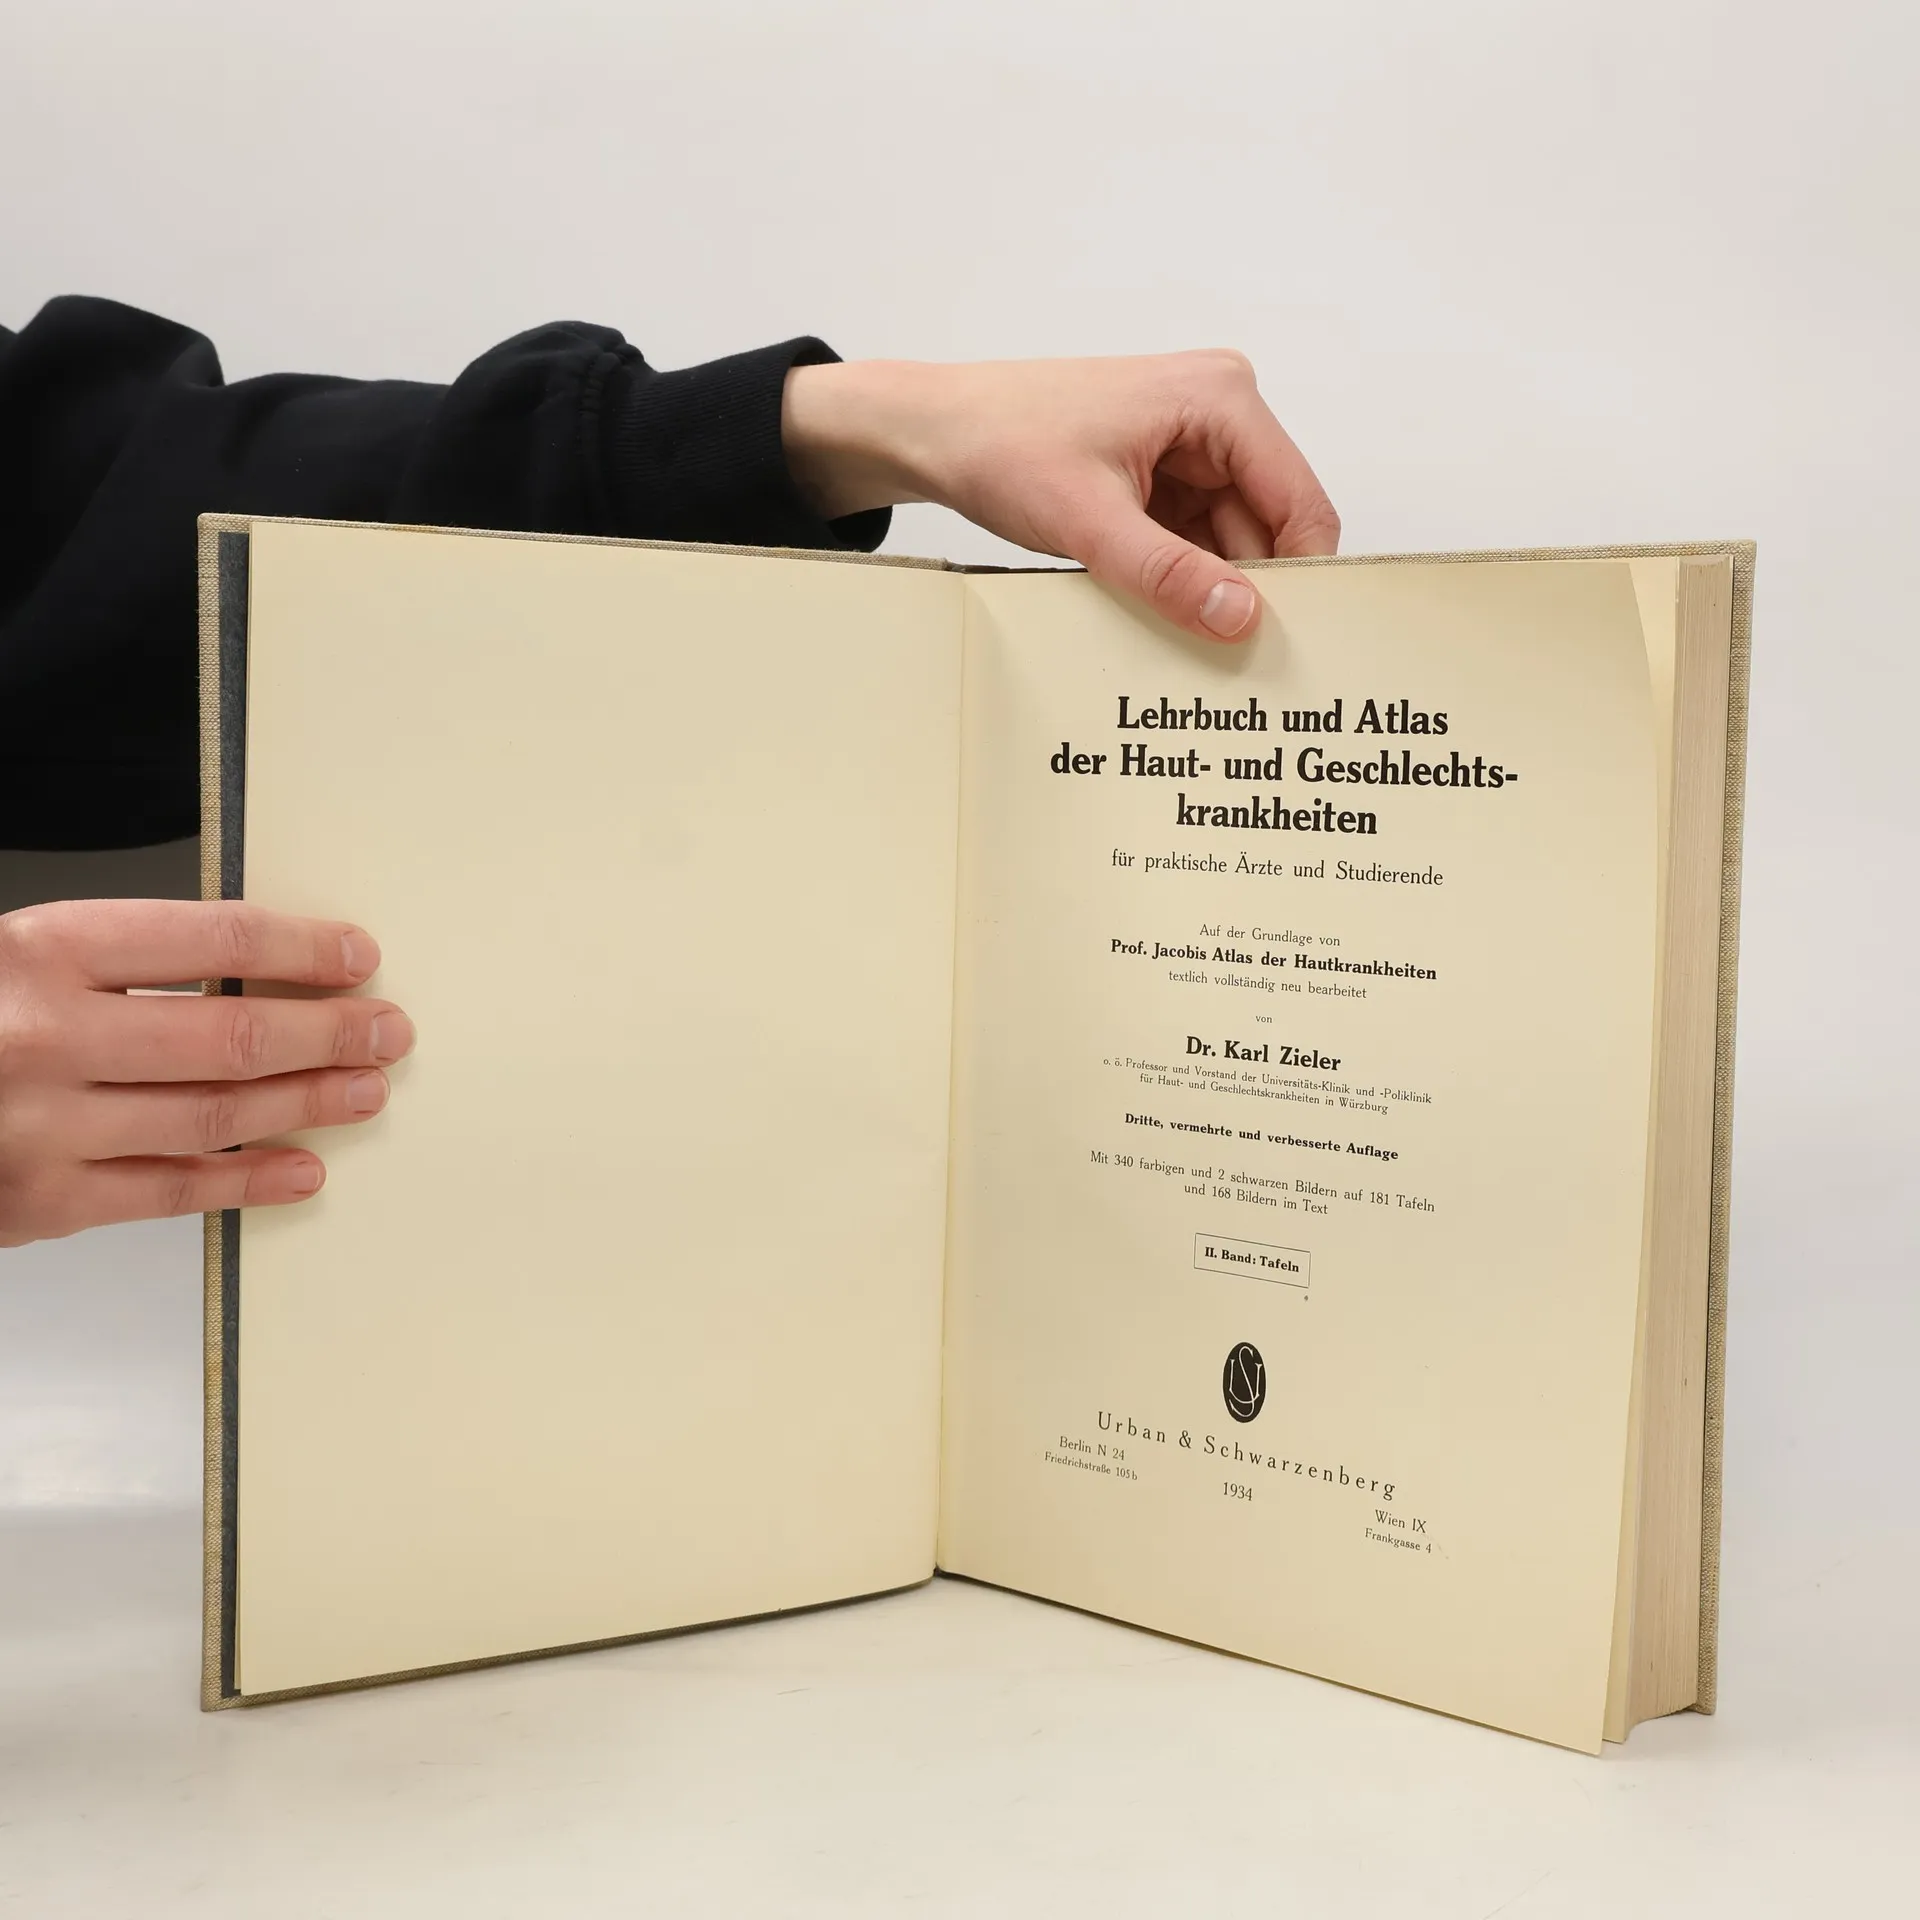 Lehrbuch und Atlas
der Haut- und Geschlechts-
krankheiten
für praktische Ärzte und Studierende
Auf der Grundlage von
Prof. Jacobis Atlas der Hautkrankheiten
textlich vollständig neu bearbeitet
von
Dr. Karl Zieler
o. ö. Professor und Vorstand der Universitäts-Klinik und -Poliklinik
für Haut- und Geschlechtskrankheiten in Würzburg
Dritte, vermehrte und verbesserte Auflage
Mit 340 farbigen und 2 schwarzen Bildern auf 181 Tafeln
und 168 Bildern im Text
II. Band: Tafeln
US
Urban & Schwarzenberg
Berlin N 24
Friedrichstraße 105b
1934
Wien IX
Frankgasse 4